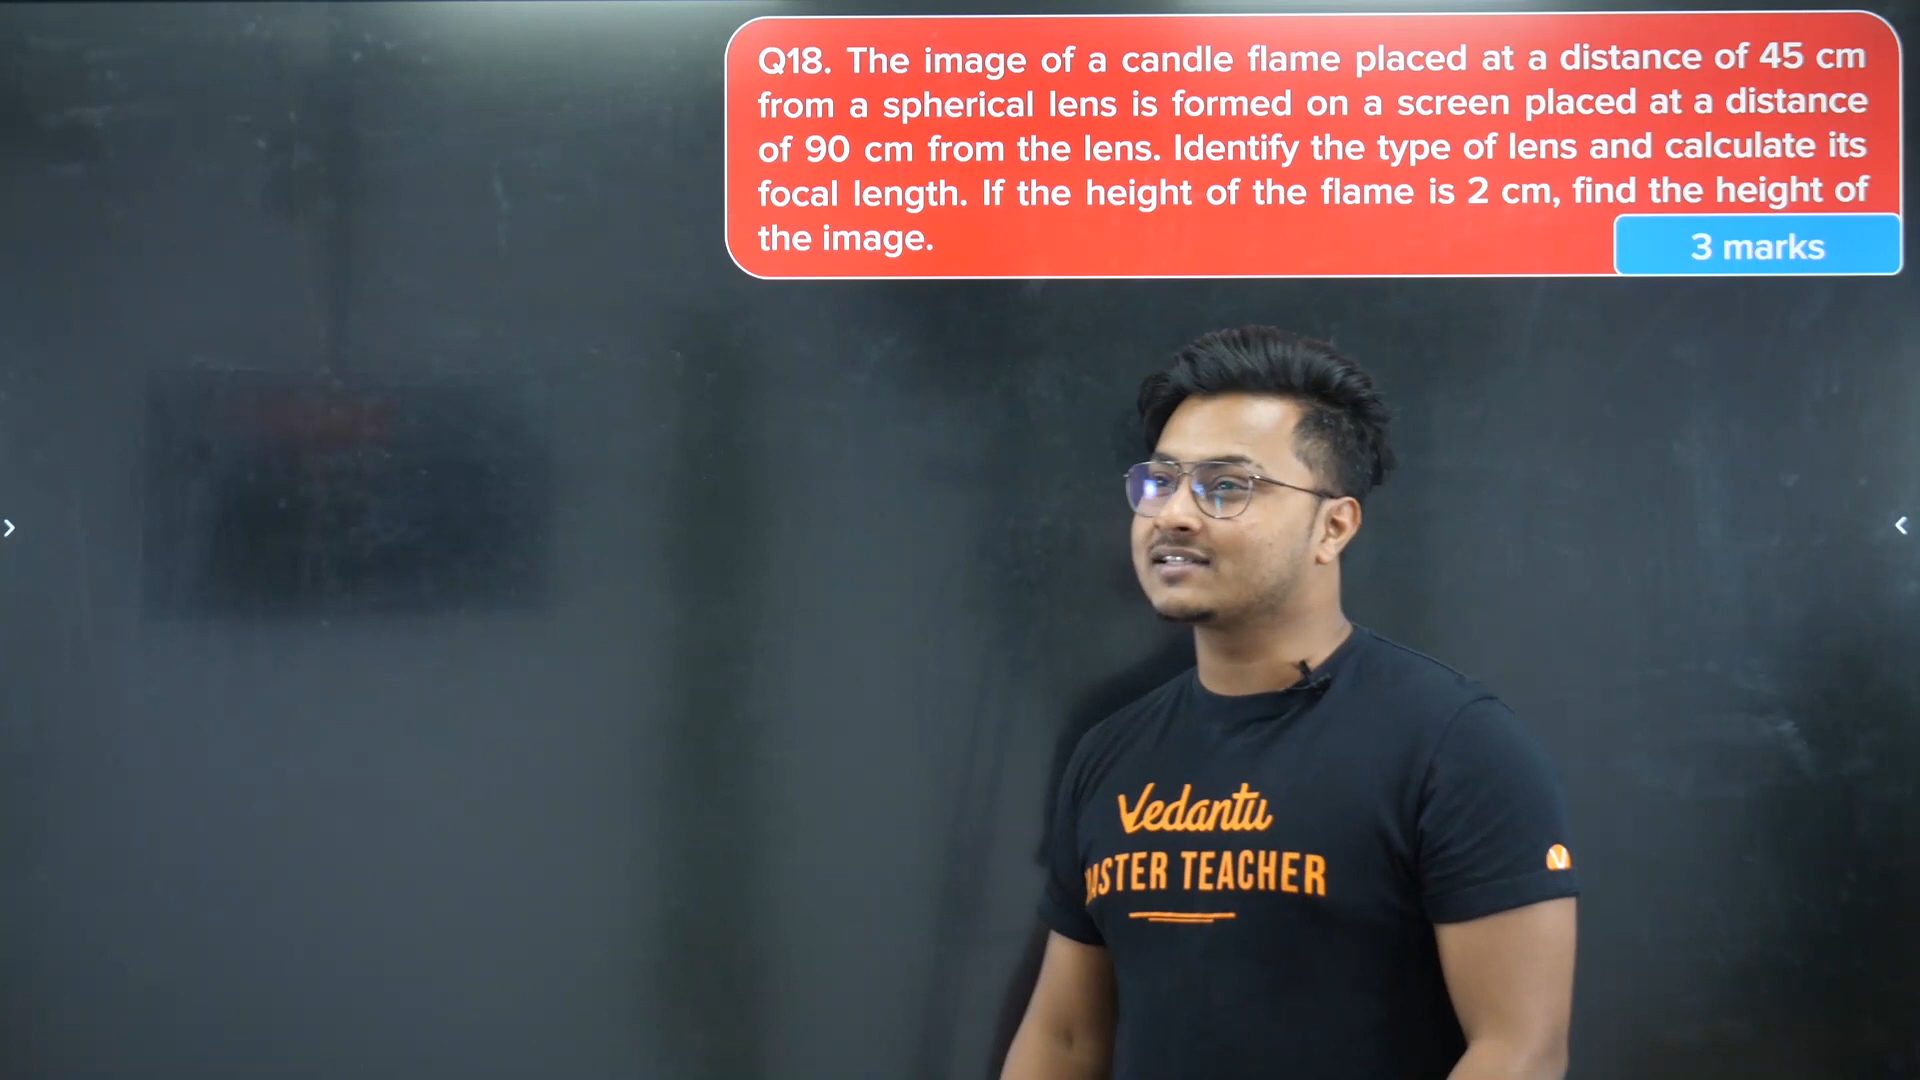 Q18. The image of a candle flame placed at a distance of 45 cm
from a spherical lens is formed on a screen placed at a distance
of 90 cm from the lens. Identify the type of lens and calculate its
focal length. If the height of the flame is 2 cm, find the height of
the image.
3 marks
Vedantu
ASTER TEACHER
V